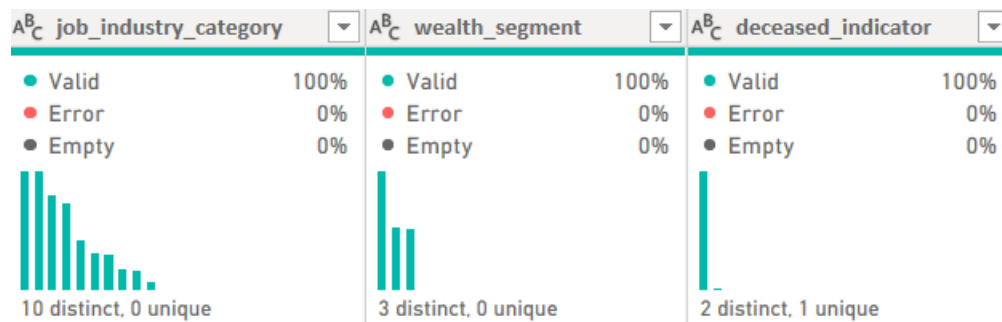 ABC job_industry_category
Valid 100%
Error 0%
Empty 0%
10 distinct, 0 unique
ABC wealth_segment
Valid 100%
Error 0%
Empty 0%
3 distinct, 0 unique
ABC deceased_indicator
Valid 100%
Error 0%
Empty 0%
2 distinct, 1 unique